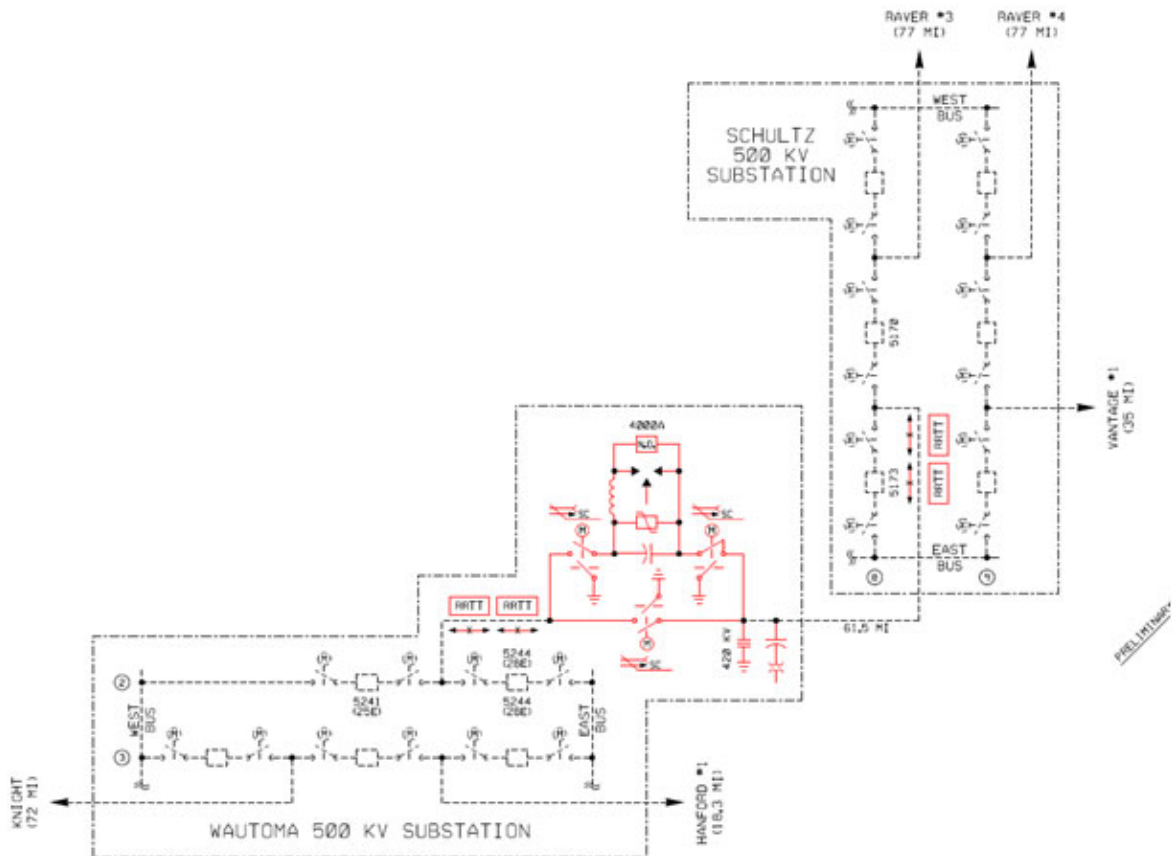 RAVER #3
(77 MI)
RAVER #4
(77 MI)
WEST
BUS
SCHULTZ
500 KV
SUBSTATION
5170
VANTAGE #1
(35 MI)
5173
RRTT
RRTT
EAST
BUS
8
9
PRELIMINARY
4000A
SC
M
SC
M
RRTT
RRTT
61.5 MI
420 KV
M
SC
5244
(28E)
2
5241
(25E)
5244
(28E)
WEST
BUS
EAST
BUS
3
KNIGHT
(72 MI)
HANFORD #1
(18.3 MI)
WAUTOMA 500 KV SUBSTATION